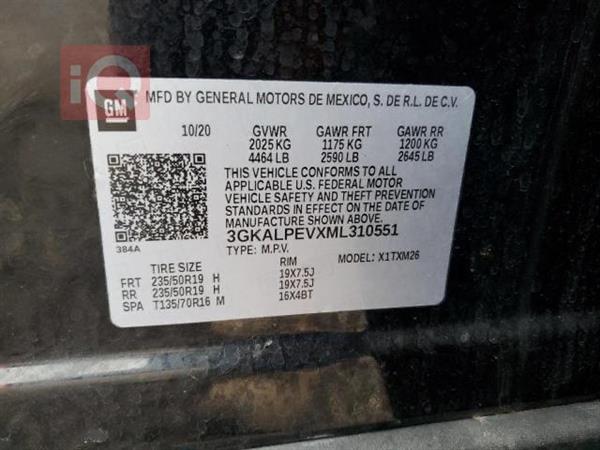 iQ
GM
MFD BY GENERAL MOTORS DE MEXICO, S. DE R.L. DE C.V.
10/20 GVWR GAWR FRT GAWR RR
2025 KG 1175 KG 1200 KG
4464 LB 2590 LB 2645 LB
THIS VEHICLE CONFORMS TO ALL
APPLICABLE U.S. FEDERAL MOTOR
VEHICLE SAFETY AND THEFT PREVENTION
STANDARDS IN EFFECT ON THE DATE OF
MANUFACTURE SHOWN ABOVE.
384A
3GKALPEVXML310551
TYPE: M.P.V. MODEL: X1TXM26
TIRE SIZE RIM
FRT 235/50R19 H 19X7.5J
RR 235/50R19 H 19X7.5J
SPA T135/70R16 M 16X4BT